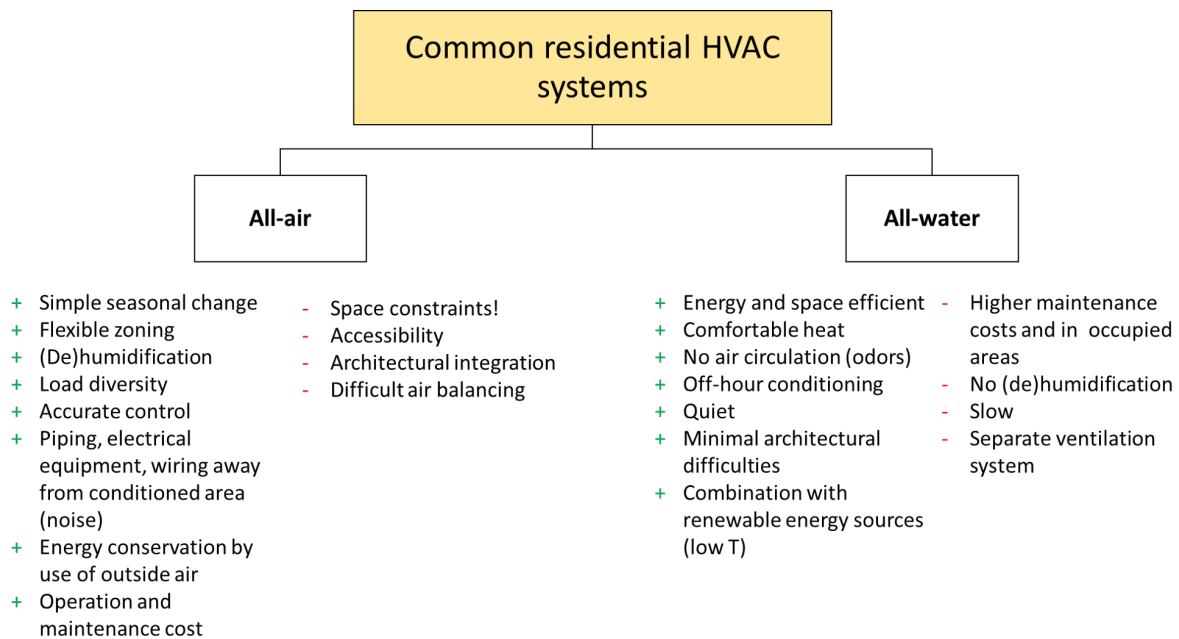 Common residential HVAC
systems
All-air
All-water
+ Simple seasonal change
+ Flexible zoning
+ (De)humidification
+ Load diversity
+ Accurate control
+ Piping, electrical
equipment, wiring away
from conditioned area
(noise)
+ Energy conservation by
use of outside air
+ Operation and
maintenance cost
- Space constraints!
- Accessibility
- Architectural integration
- Difficult air balancing
+ Energy and space efficient
+ Comfortable heat
+ No air circulation (odors)
+ Off-hour conditioning
+ Quiet
+ Minimal architectural
difficulties
+ Combination with
renewable energy sources
(low T)
- Higher maintenance
costs and in occupied
areas
- No (de)humidification
- Slow
- Separate ventilation
system